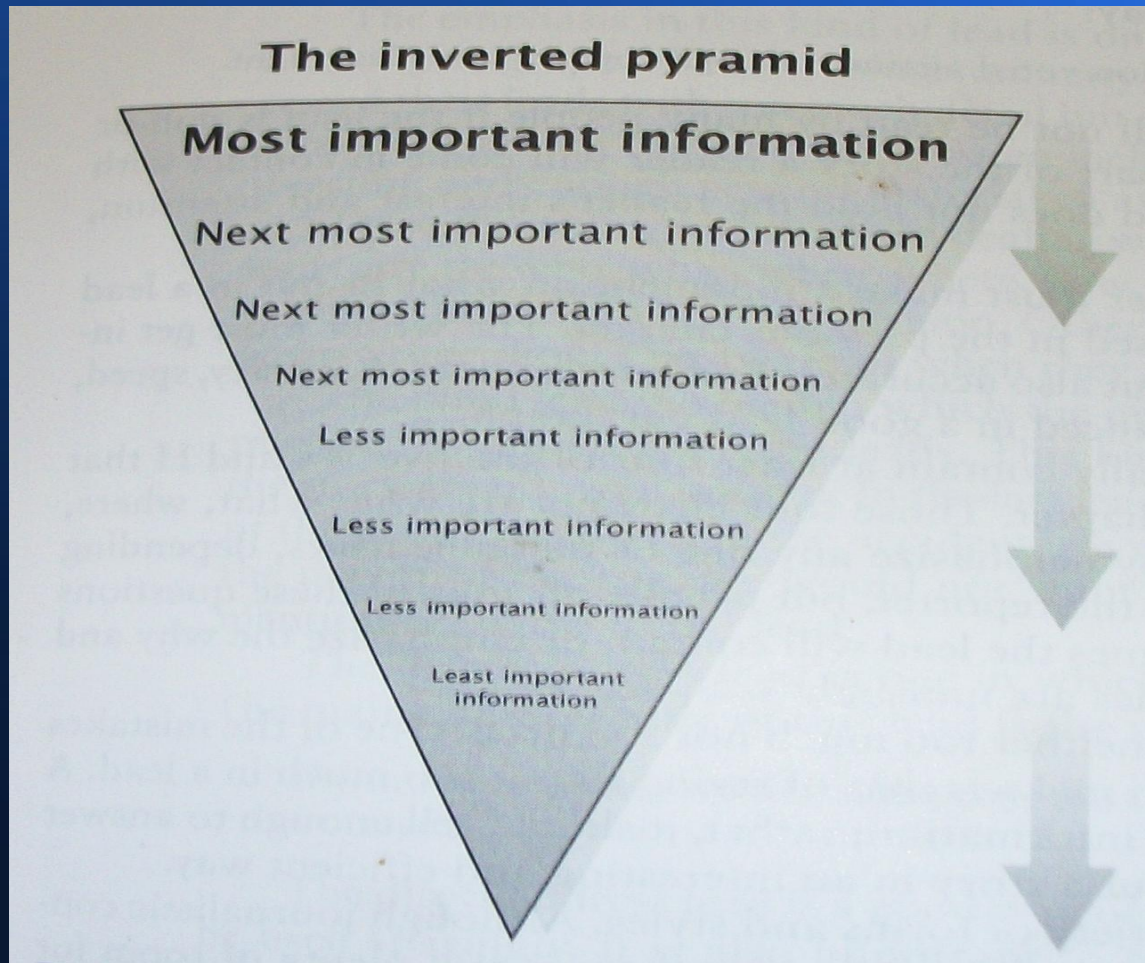 The inverted pyramid
Most important information
Next most important information
Next most important information
Next most important information
Less important information
Less important information
Less important information
Least important
information